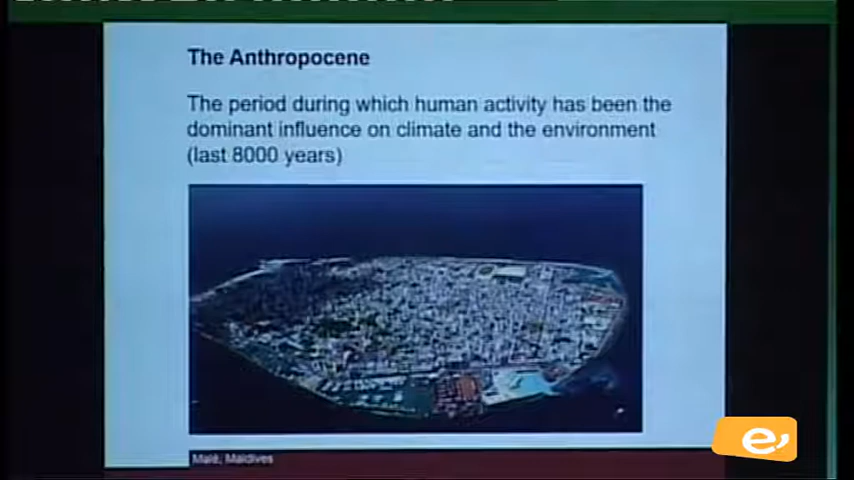 The Anthropocene
The period during which human activity has been the
dominant influence on climate and the environment
(last 8000 years)
Malé, Maldives
e